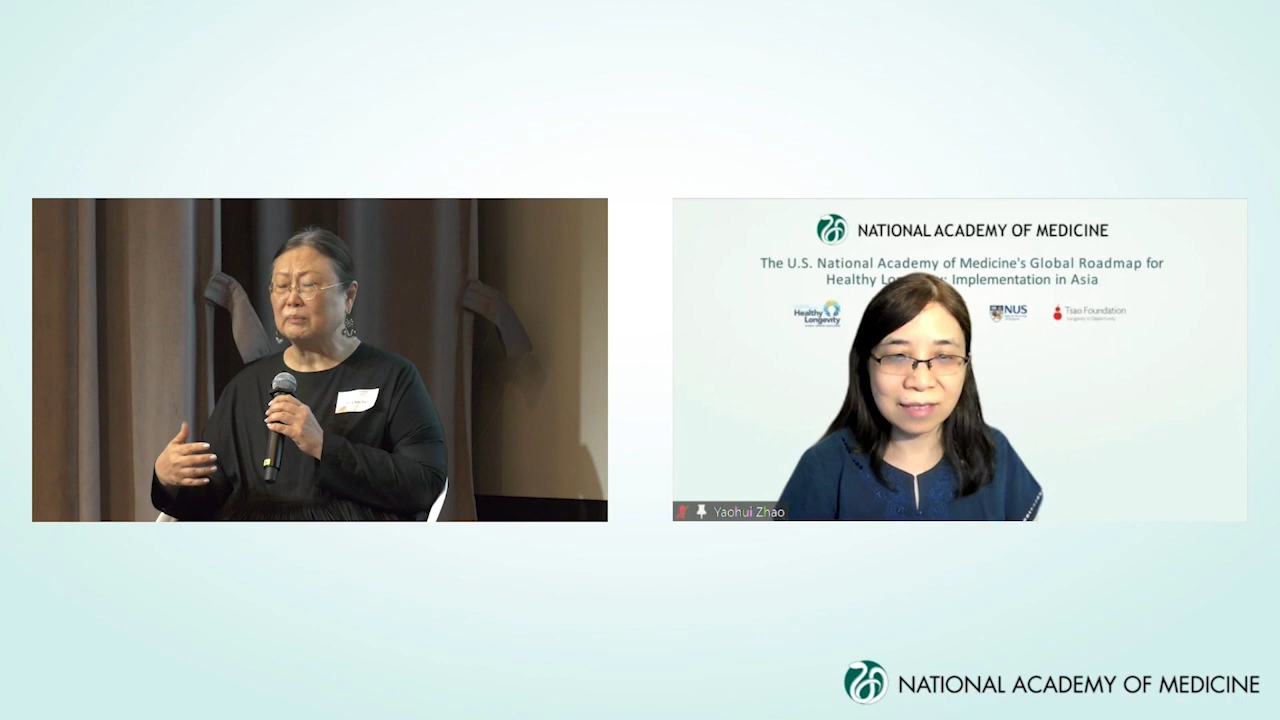 NATIONAL ACADEMY OF MEDICINE
The U.S. National Academy of Medicine's Global Roadmap for
Healthy Implementation in Asia
Healthy
Longevity
NUS
Tsao Foundation
Yaohui Zhao
NATIONAL ACADEMY OF MEDICINE